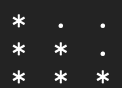 * . .
* * .
* * *